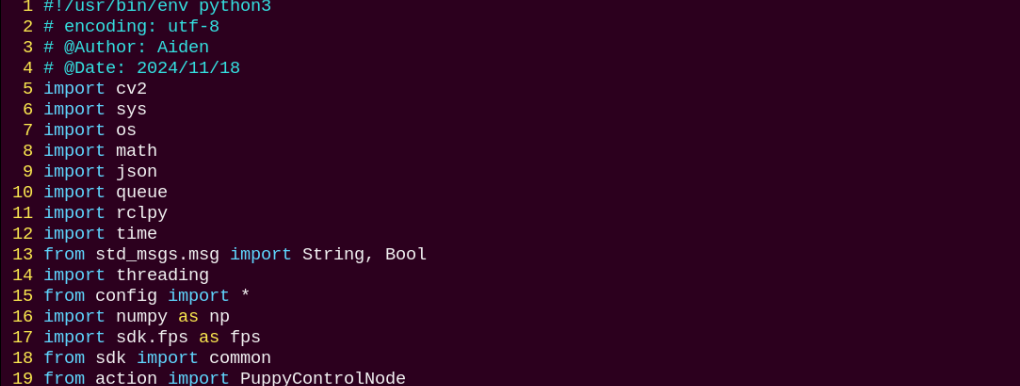 1 #!/usr/bin/env python3
2 # encoding: utf-8
3 # @Author: Aiden
4 # @Date: 2024/11/18
5 import cv2
6 import sys
7 import os
8 import math
9 import json
10 import queue
11 import rclpy
12 import time
13 from std_msgs.msg import String, Bool
14 import threading
15 from config import *
16 import numpy as np
17 import sdk.fps as fps
18 from sdk import common
19 from action import PuppyControlNode